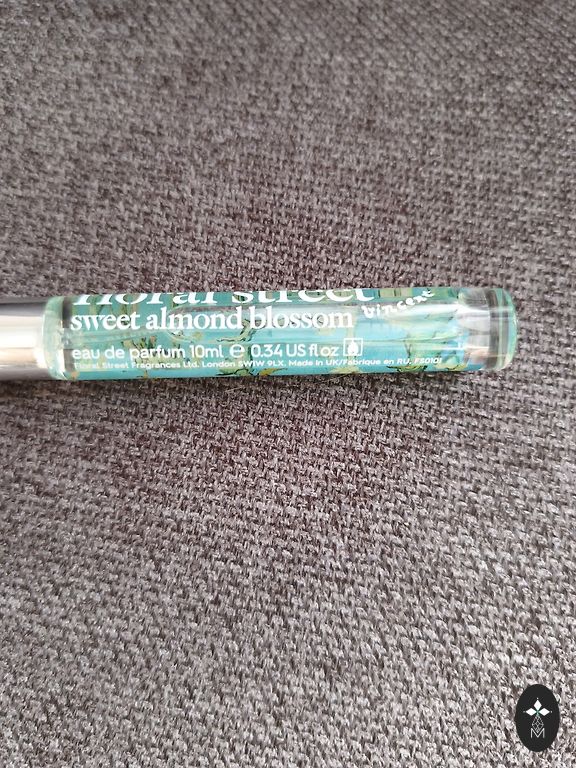 floral street
sweet almond blossom
eau de parfum 10ml ℮ 0.34 US fl oz
Floral Street Fragrances Ltd. London SW1W 9LX. Made in UK/Fabriqué en RU. FS0101
Vincent